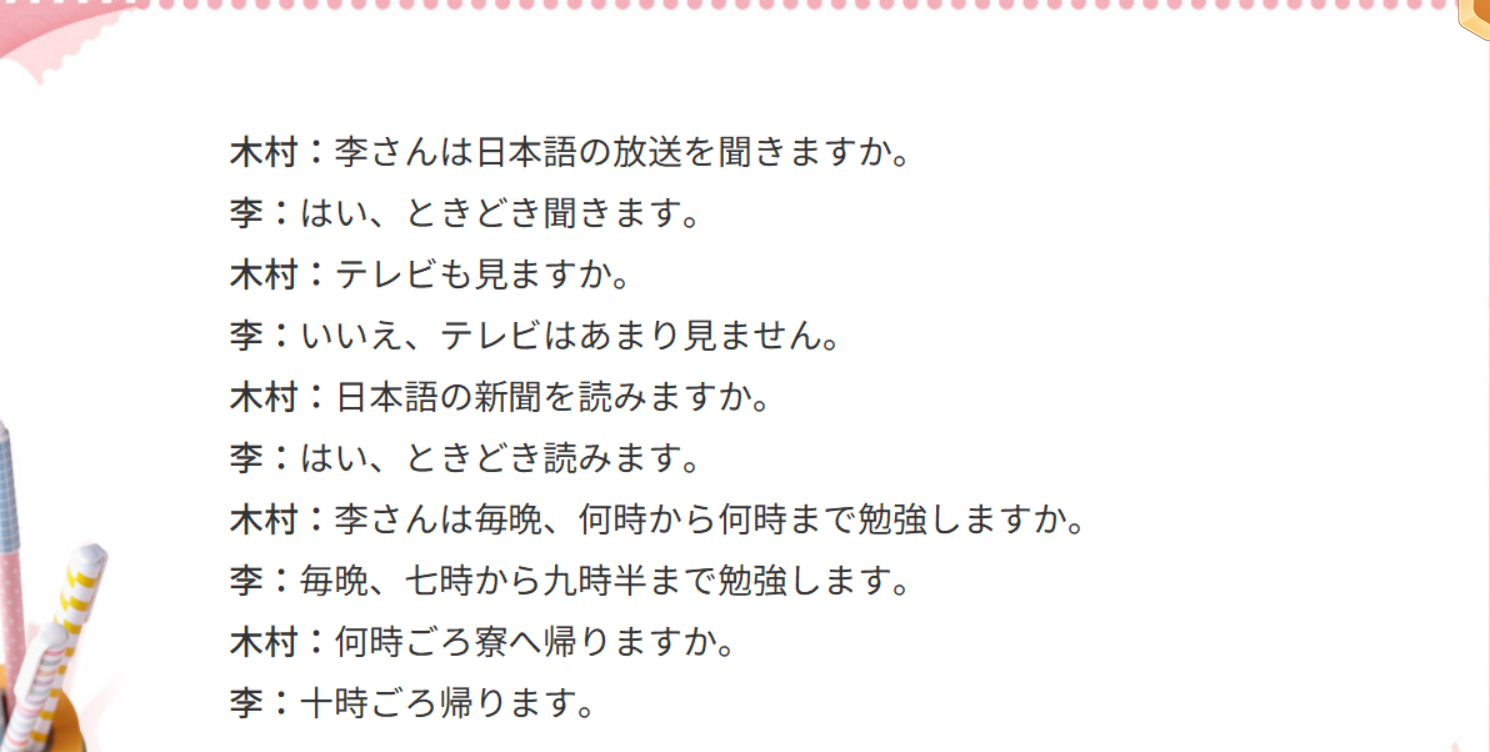 木村：李さんは日本語の放送を聞きますか。
李：はい、ときどき聞きます。
木村：テレビも見ますか。
李：いいえ、テレビはあまり見ません。
木村：日本語の新聞を読みますか。
李：はい、ときどき読みます。
木村：李さんは毎晩、何時から何時まで勉強しますか。
李：毎晩、七時から九時半まで勉強します。
木村：何時ごろ寮へ帰りますか。
李：十時ごろ帰ります。